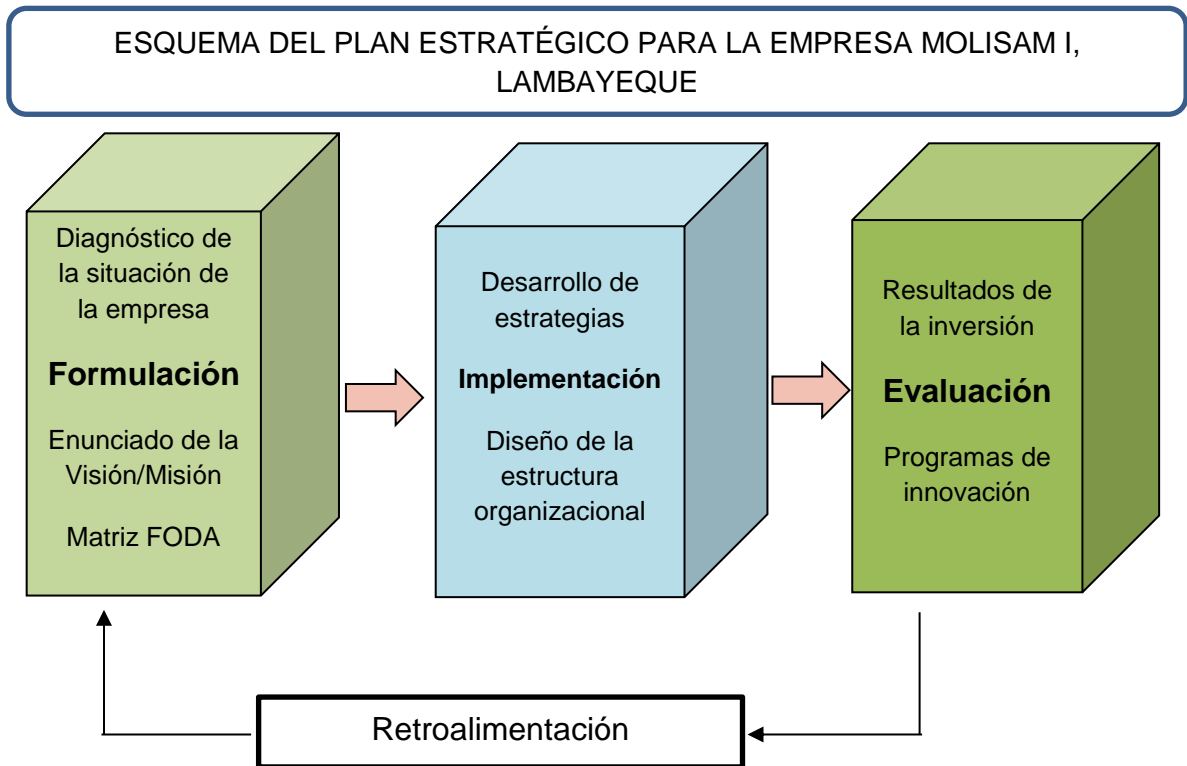 ESQUEMA DEL PLAN ESTRATÉGICO PARA LA EMPRESA MOLISAM I,
LAMBAYEQUE
Diagnóstico de
la situación de
la empresa
Formulación
Enunciado de la
Visión/Misión
Matriz FODA
Desarrollo de
estrategias
Implementación
Diseño de la
estructura
organizacional
Resultados de
la inversión
Evaluación
Programas de
innovación
Retroalimentación